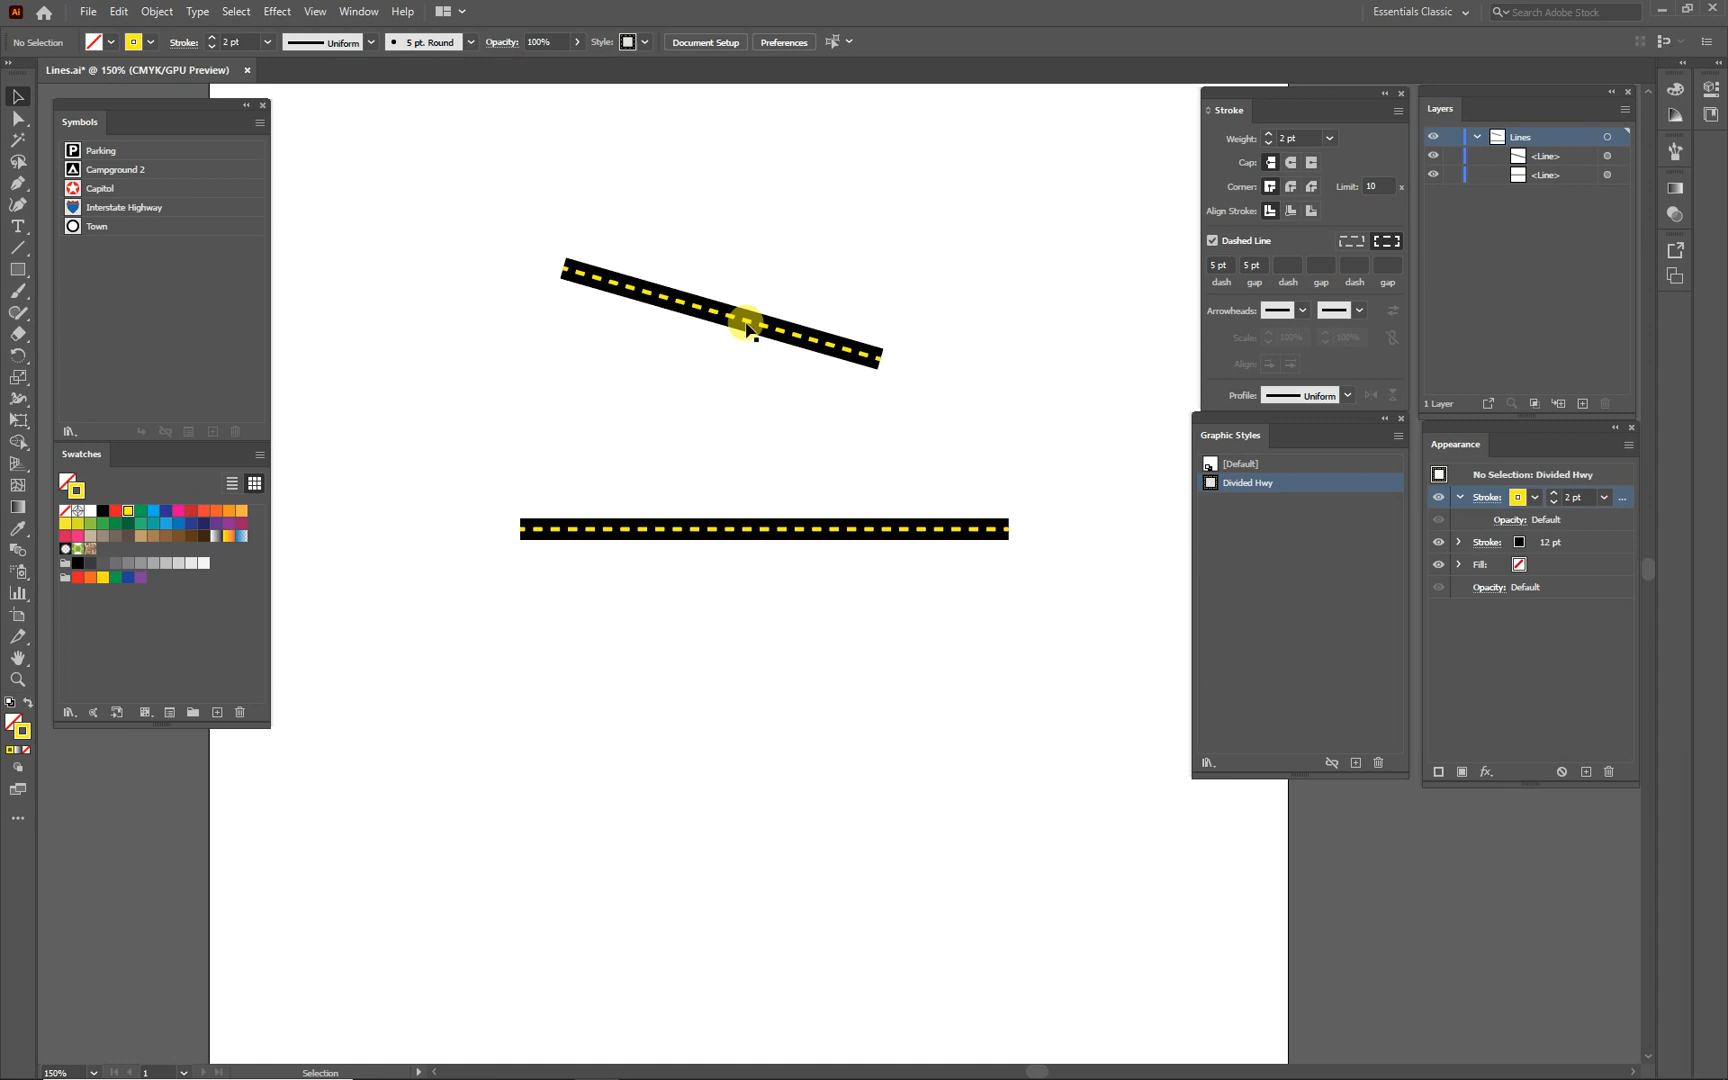 Ai File Edit Object Type Select Effect View Window Help
Essentials Classic Search Adobe Stock
No Selection Stroke: 2 pt Uniform 5 pt. Round Opacity: 100% Style: Document Setup Preferences
Lines.ai* @ 150% (CMYK/GPU Preview)
Symbols
Parking
Campground 2
Capitol
Interstate Highway
Town
Swatches
Stroke
Weight: 2 pt
Cap:
Corner: Limit: 10 x
Align Stroke:
Dashed Line
5 pt 5 pt
dash gap dash gap dash gap
Arrowheads:
Scale: 100% 100%
Align:
Profile: Uniform
Graphic Styles
[Default]
Divided Hwy
Layers
Lines
<Line>
<Line>
1 Layer
Appearance
No Selection: Divided Hwy
Stroke: 2 pt ...
Opacity: Default
Stroke: 12 pt
Fill:
Opacity: Default
fx
150% 1 Selection